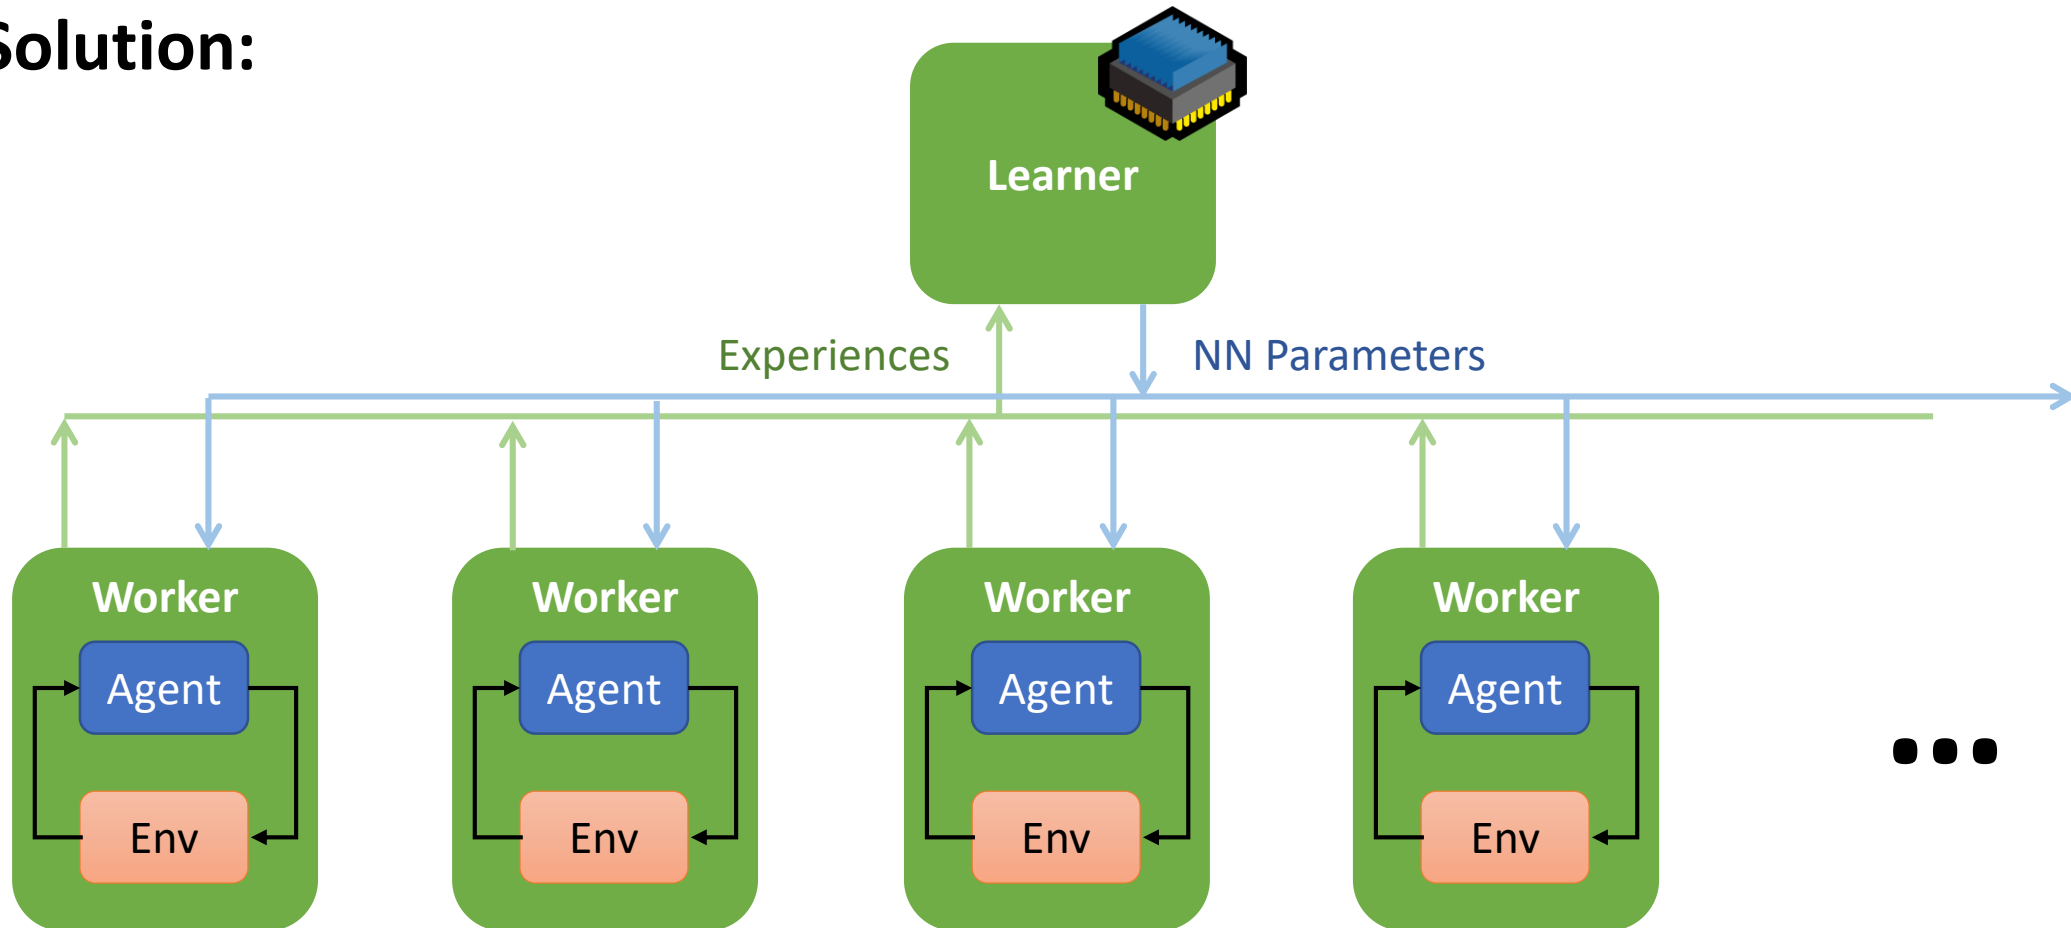 Solution:
Learner
Experiences
NN Parameters
Worker
Worker
Worker
Worker
Agent
Agent
Agent
Agent
...
Env
Env
Env
Env